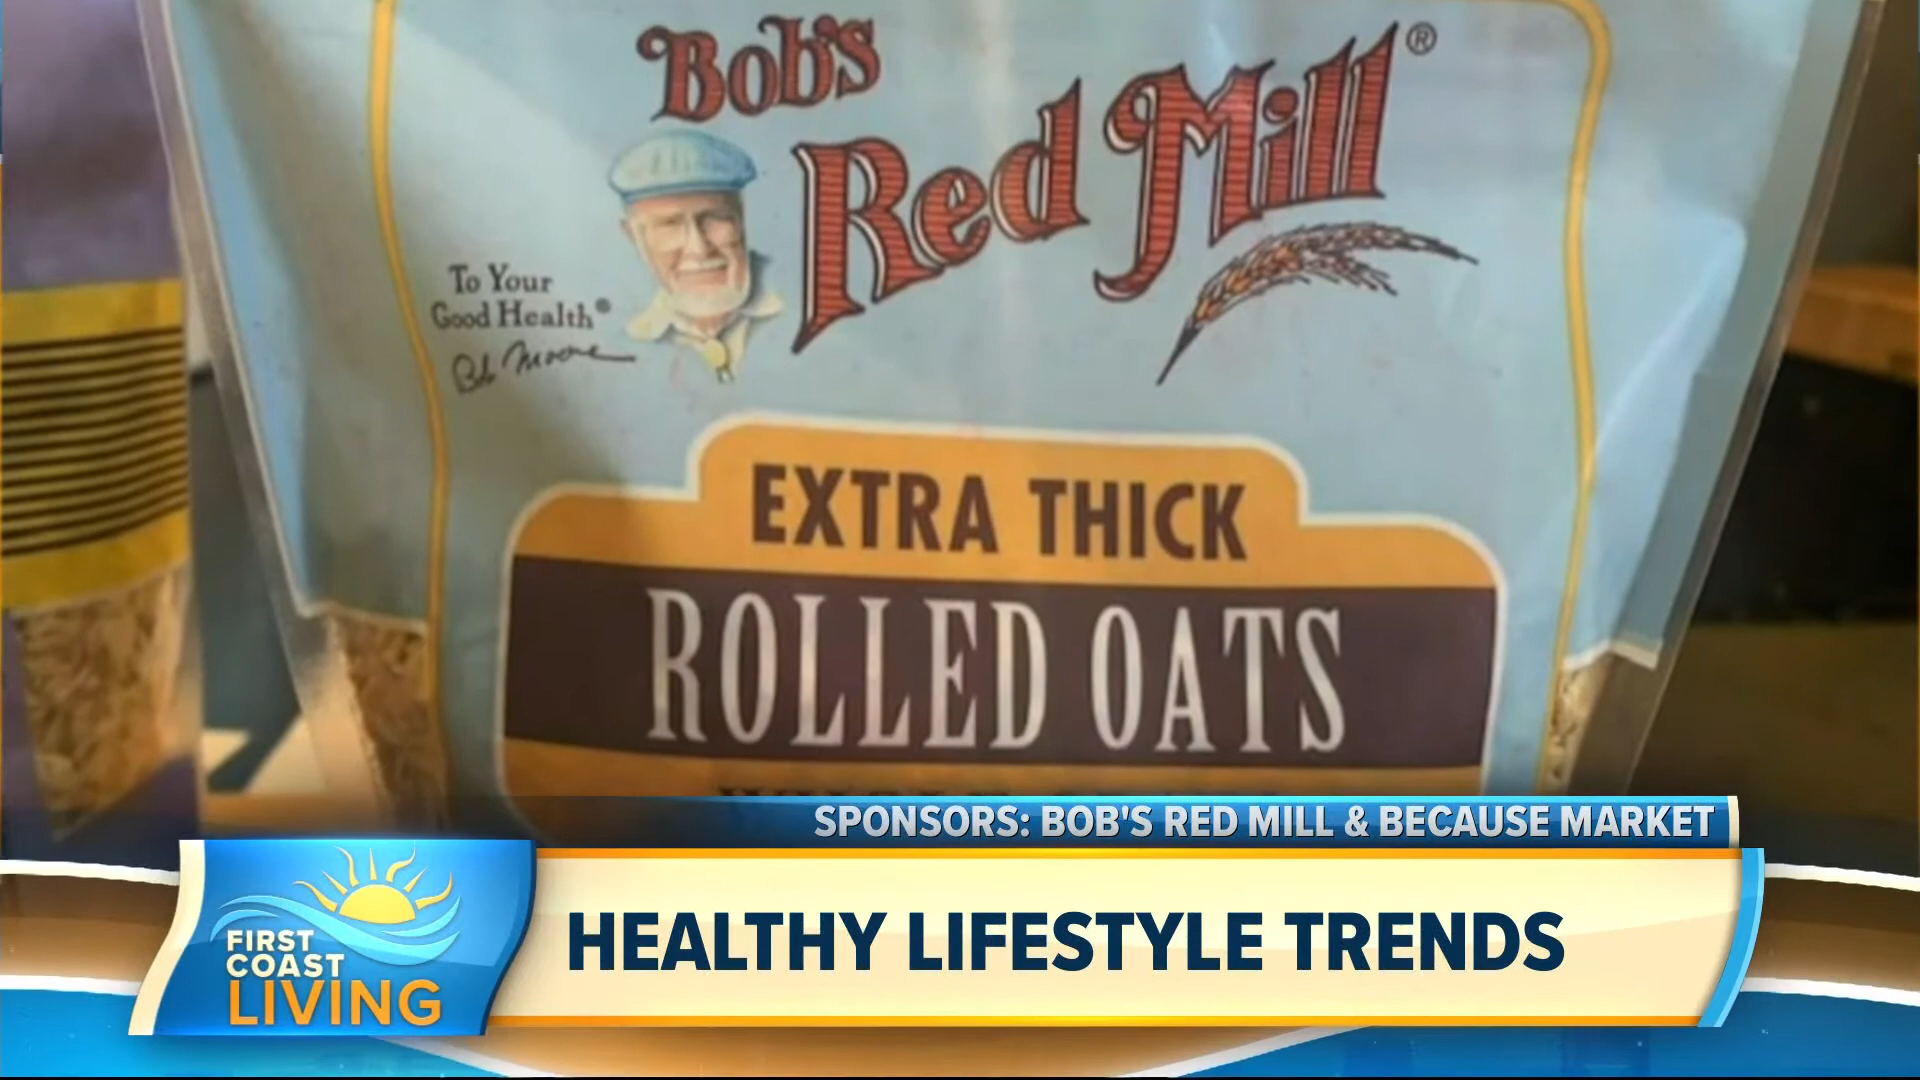 Bob's
Red Mill®
To Your
Good Health®
Bob Moore
EXTRA THICK
ROLLED OATS
SPONSORS: BOB'S RED MILL & BECAUSE MARKET
HEALTHY LIFESTYLE TRENDS
FIRST
COAST
LIVING